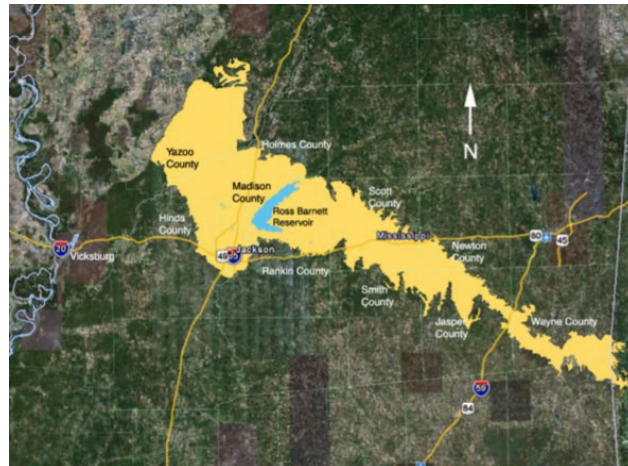 Holmes County
N
Yazoo
County
Madison
County
Scott
County
Hinds
County
Ross Barnett
Reservoir
20
Vicksburg
49
55
Jackson
Mississippi
80
45
Newton
County
Rankin County
Smith
County
Jasper
County
Wayne County
59
84